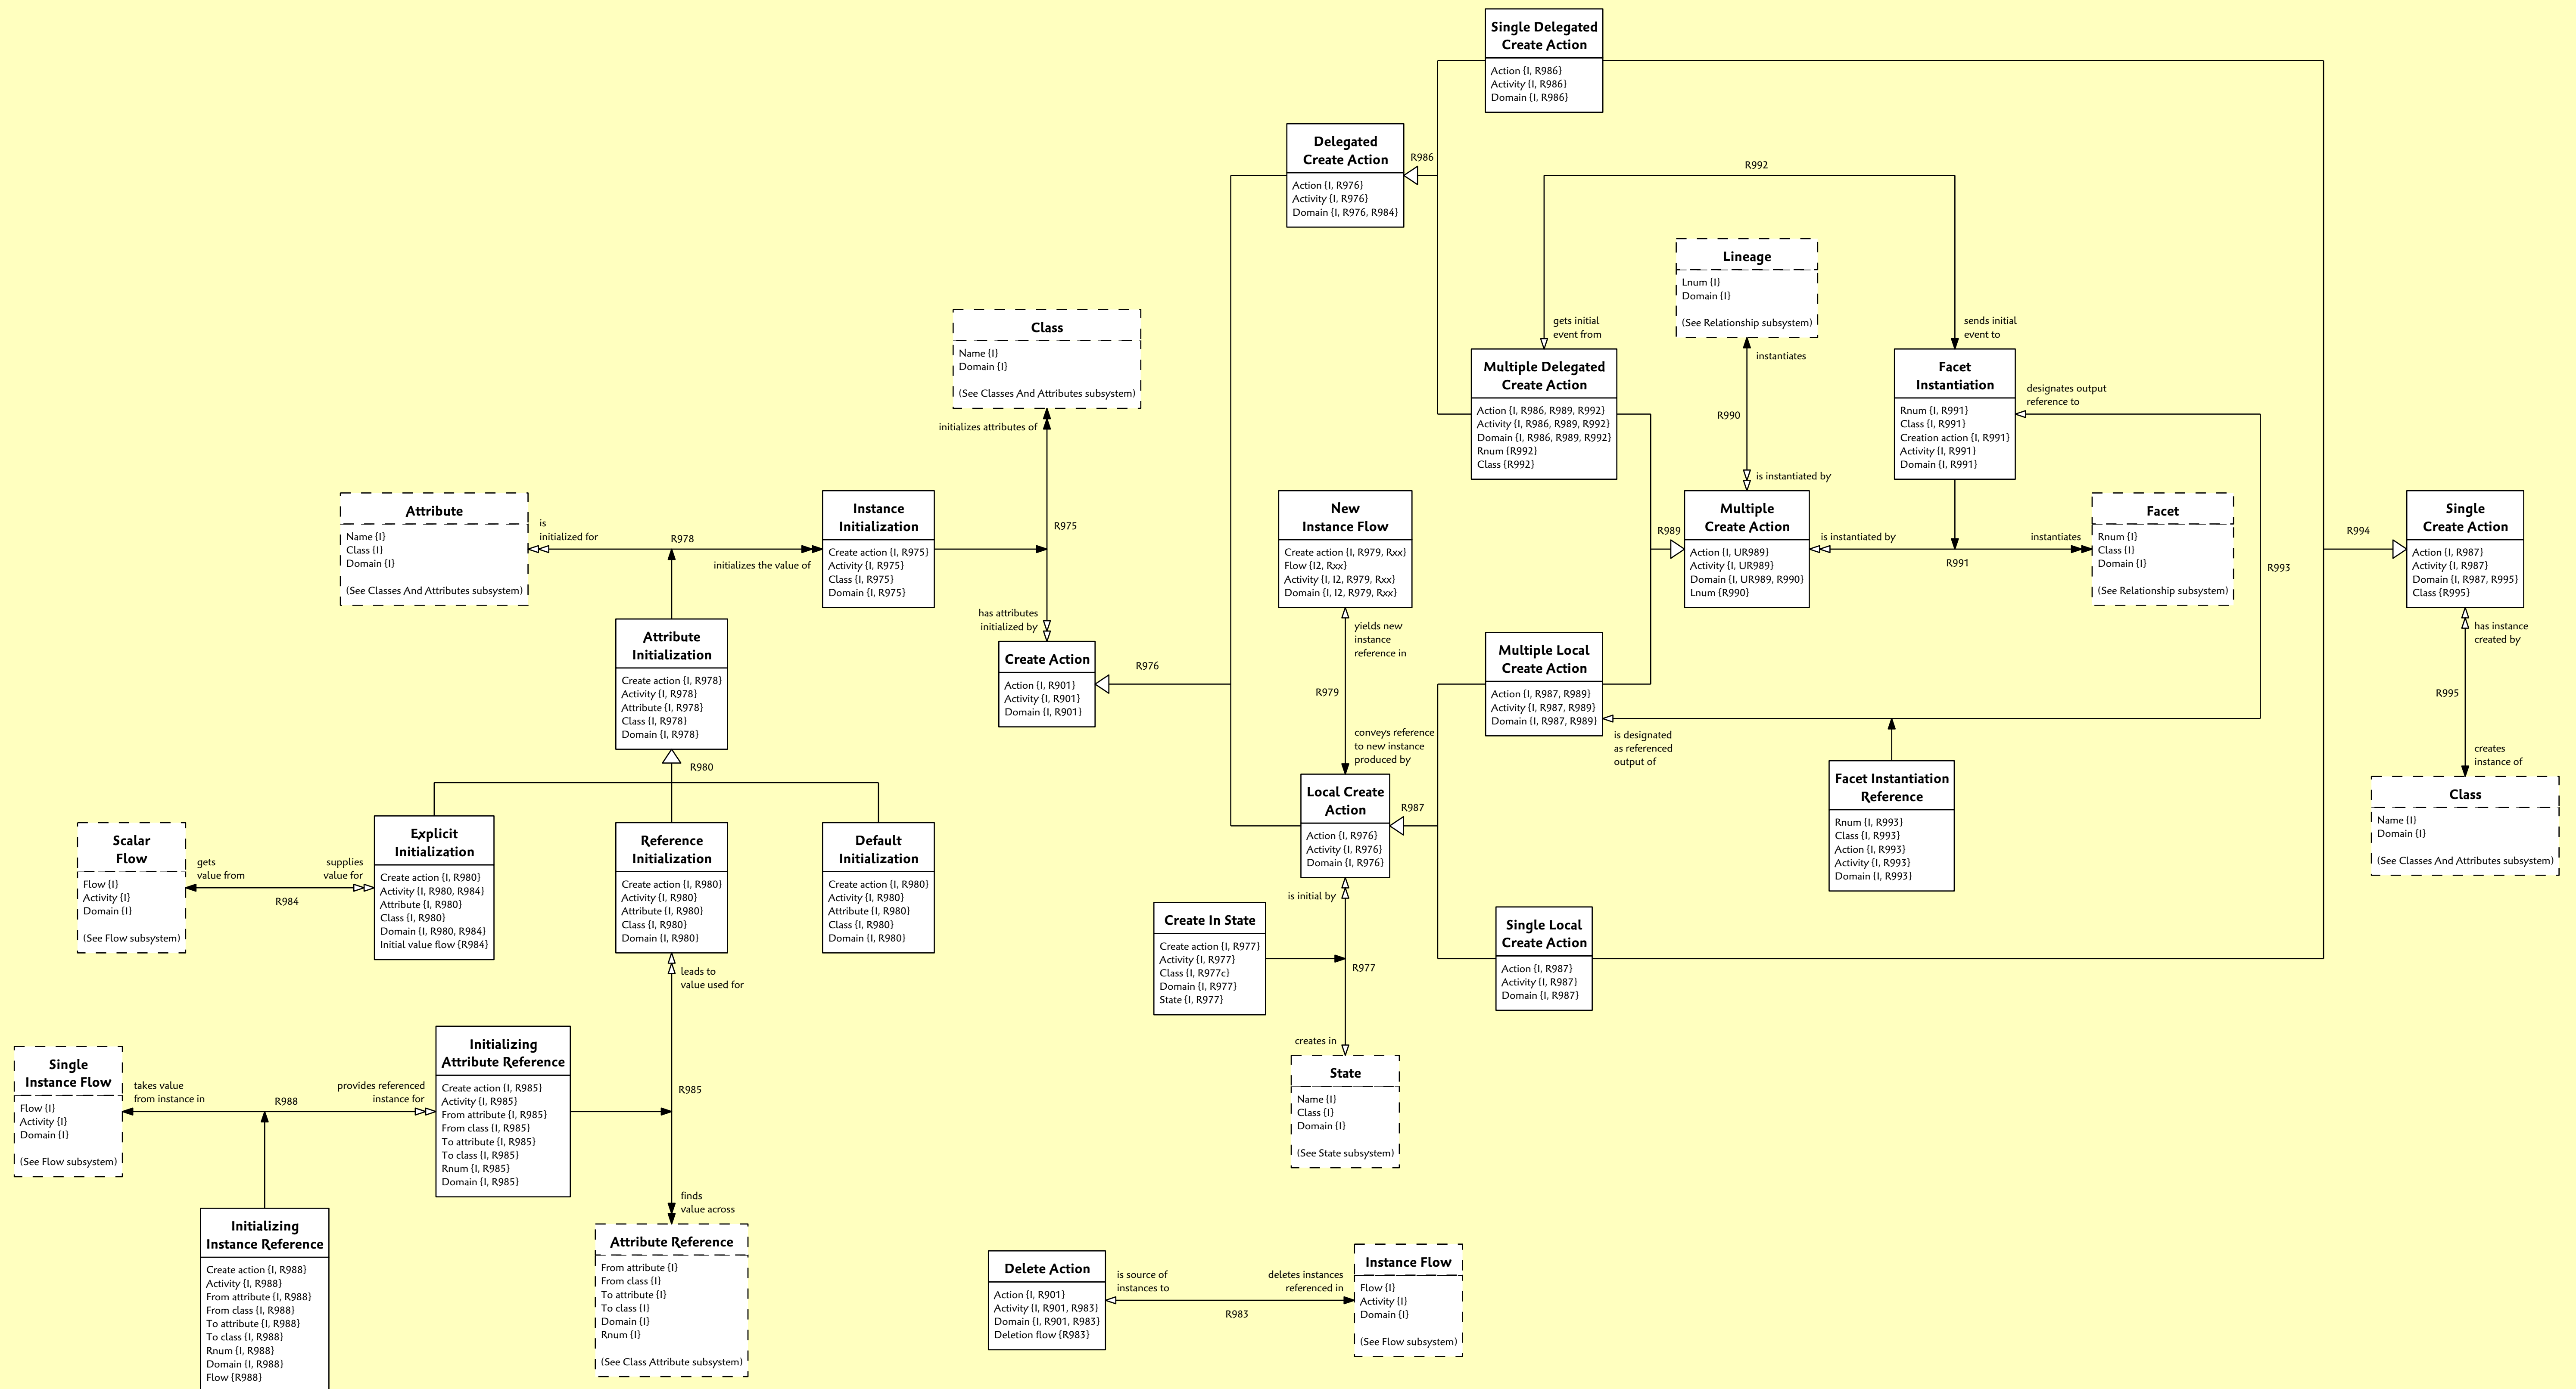 Single Delegated
Create Action
Action {I, R986}
Activity {I, R986}
Domain {I, R986}
Delegated
Create Action
Action {I, R976}
Activity {I, R976}
Domain {I, R976, R984}
R986
R992
Lineage
Lnum {I}
Domain {I}
(See Relationship subsystem)
gets initial
event from
sends initial
event to
instantiates
R990
is instantiated by
Class
Name {I}
Domain {I}
(See Classes And Attributes subsystem)
initializes attributes of
Multiple Delegated
Create Action
Action {I, R986, R989, R992}
Activity {I, R986, R989, R992}
Domain {I, R986, R989, R992}
Rnum {R992}
Class {R992}
Facet
Instantiation
Rnum {I, R991}
Class {I, R991}
Creation action {I, R991}
Activity {I, R991}
Domain {I, R991}
designates output
reference to
Attribute
Name {I}
Class {I}
Domain {I}
(See Classes And Attributes subsystem)
is
initialized for
R978
initializes the value of
Instance
Initialization
Create action {I, R975}
Activity {I, R975}
Class {I, R975}
Domain {I, R975}
R975
has attributes
initialized by
New
Instance Flow
Create action {I, R979, Rxx}
Flow {I2, Rxx}
Activity {I, I2, R979, Rxx}
Domain {I, I2, R979, Rxx}
R989
Multiple
Create Action
Action {I, UR989}
Activity {I, UR989}
Domain {I, UR989, R990}
Lnum {R990}
is instantiated by
instantiates
R991
Facet
Rnum {I}
Class {I}
Domain {I}
(See Relationship subsystem)
R993
R994
Single
Create Action
Action {I, R987}
Activity {I, R987}
Domain {I, R987, R995}
Class {R995}
Attribute
Initialization
Create action {I, R978}
Activity {I, R978}
Attribute {I, R978}
Class {I, R978}
Domain {I, R978}
R980
Create Action
Action {I, R901}
Activity {I, R901}
Domain {I, R901}
R976
yields new
instance
reference in
R979
conveys reference
to new instance
produced by
Multiple Local
Create Action
Action {I, R987, R989}
Activity {I, R987, R989}
Domain {I, R987, R989}
is designated
as referenced
output of
has instance
created by
R995
creates
instance of
Facet Instantiation
Reference
Rnum {I, R993}
Class {I, R993}
Action {I, R993}
Activity {I, R993}
Domain {I, R993}
Class
Name {I}
Domain {I}
(See Classes And Attributes subsystem)
Scalar
Flow
Flow {I}
Activity {I}
Domain {I}
(See Flow subsystem)
gets
value from
supplies
value for
R984
Explicit
Initialization
Create action {I, R980}
Activity {I, R980, R984}
Attribute {I, R980}
Class {I, R980}
Domain {I, R980, R984}
Initial value flow {R984}
Reference
Initialization
Create action {I, R980}
Activity {I, R980}
Attribute {I, R980}
Class {I, R980}
Domain {I, R980}
Default
Initialization
Create action {I, R980}
Activity {I, R980}
Attribute {I, R980}
Class {I, R980}
Domain {I, R980}
Local Create
Action
Action {I, R976}
Activity {I, R976}
Domain {I, R976}
R987
is initial by
Create In State
Create action {I, R977}
Activity {I, R977}
Class {I, R977c}
Domain {I, R977}
State {I, R977}
R977
creates in
Single Local
Create Action
Action {I, R987}
Activity {I, R987}
Domain {I, R987}
leads to
value used for
Single
Instance Flow
Flow {I}
Activity {I}
Domain {I}
(See Flow subsystem)
takes value
from instance in
R988
provides referenced
instance for
Initializing
Attribute Reference
Create action {I, R985}
Activity {I, R985}
From attribute {I, R985}
From class {I, R985}
To attribute {I, R985}
To class {I, R985}
Rnum {I, R985}
Domain {I, R985}
R985
finds
value across
State
Name {I}
Class {I}
Domain {I}
(See State subsystem)
Initializing
Instance Reference
Create action {I, R988}
Activity {I, R988}
From attribute {I, R988}
From class {I, R988}
To attribute {I, R988}
To class {I, R988}
Rnum {I, R988}
Domain {I, R988}
Flow {R988}
Attribute Reference
From attribute {I}
From class {I}
To attribute {I}
To class {I}
Domain {I}
Rnum {I}
(See Class Attribute subsystem)
Delete Action
Action {I, R901}
Activity {I, R901, R983}
Domain {I, R901, R983}
Deletion flow {R983}
is source of
instances to
deletes instances
referenced in
R983
Instance Flow
Flow {I}
Activity {I}
Domain {I}
(See Flow subsystem)